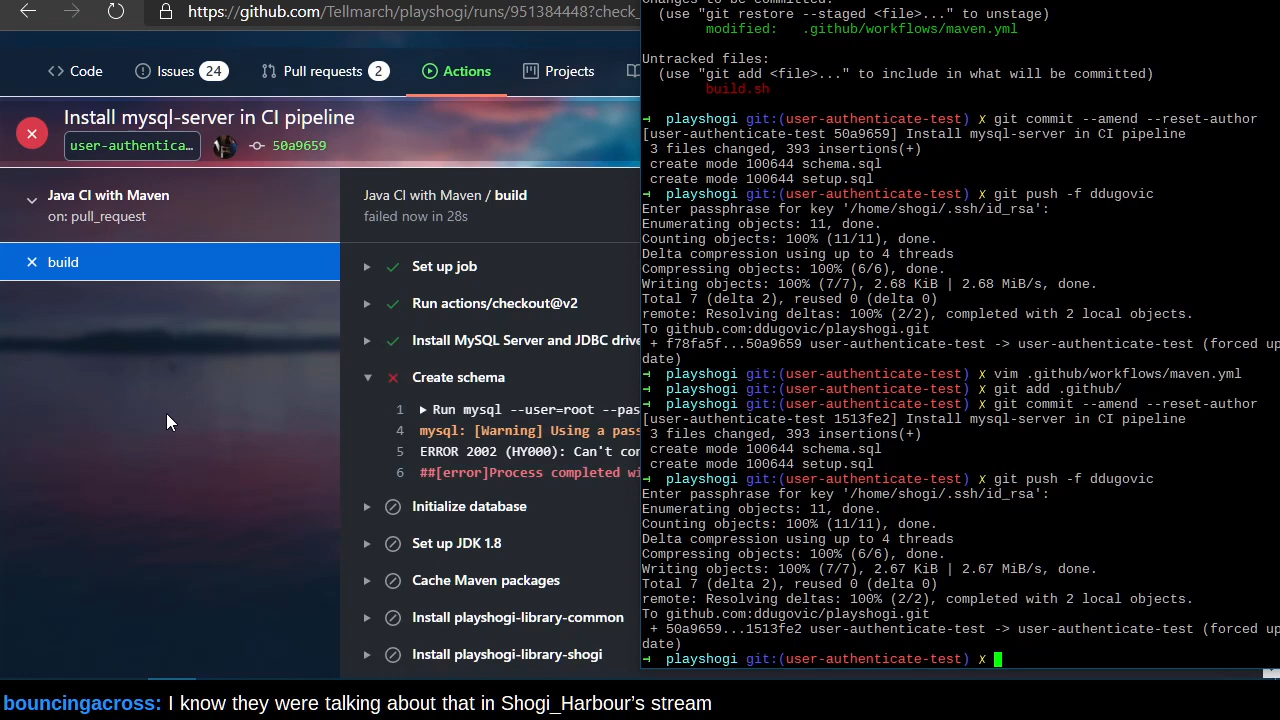 https://github.com/Tellmarch/playshogi/runs/951384448?check_
Code
Issues 24
Pull requests 2
Actions
Projects
Install mysql-server in CI pipeline
user-authentica…
50a9659
Java CI with Maven
on: pull_request
build
Java CI with Maven / build
failed now in 28s
Set up job
Run actions/checkout@v2
Install MySQL Server and JDBC drive
Create schema
1 Run mysql --user=root --pas
4 mysql: [Warning] Using a pass
5 ERROR 2002 (HY000): Can't con
6 ##[error]Process completed wi
Initialize database
Set up JDK 1.8
Cache Maven packages
Install playshogi-library-common
Install playshogi-library-shogi
Changes to be committed:
(use "git restore --staged <file>..." to unstage)
modified:   .github/workflows/maven.yml
Untracked files:
(use "git add <file>..." to include in what will be committed)
build.sh
→ playshogi git:(user-authenticate-test) ✗ git commit --amend --reset-author
[user-authenticate-test 50a9659] Install mysql-server in CI pipeline
3 files changed, 393 insertions(+)
create mode 100644 schema.sql
create mode 100644 setup.sql
→ playshogi git:(user-authenticate-test) ✗ git push -f ddugovic
Enter passphrase for key '/home/shogi/.ssh/id_rsa':
Enumerating objects: 11, done.
Counting objects: 100% (11/11), done.
Delta compression using up to 4 threads
Compressing objects: 100% (6/6), done.
Writing objects: 100% (7/7), 2.68 KiB | 2.68 MiB/s, done.
Total 7 (delta 2), reused 0 (delta 0)
remote: Resolving deltas: 100% (2/2), completed with 2 local objects.
To github.com:ddugovic/playshogi.git
+ f78fa5f...50a9659 user-authenticate-test -> user-authenticate-test (forced up
date)
→ playshogi git:(user-authenticate-test) ✗ vim .github/workflows/maven.yml
→ playshogi git:(user-authenticate-test) ✗ git add .github/
→ playshogi git:(user-authenticate-test) ✗ git commit --amend --reset-author
[user-authenticate-test 1513fe2] Install mysql-server in CI pipeline
3 files changed, 393 insertions(+)
create mode 100644 schema.sql
create mode 100644 setup.sql
→ playshogi git:(user-authenticate-test) ✗ git push -f ddugovic
Enter passphrase for key '/home/shogi/.ssh/id_rsa':
Enumerating objects: 11, done.
Counting objects: 100% (11/11), done.
Delta compression using up to 4 threads
Compressing objects: 100% (6/6), done.
Writing objects: 100% (7/7), 2.67 KiB | 2.67 MiB/s, done.
Total 7 (delta 2), reused 0 (delta 0)
remote: Resolving deltas: 100% (2/2), completed with 2 local objects.
To github.com:ddugovic/playshogi.git
+ 50a9659...1513fe2 user-authenticate-test -> user-authenticate-test (forced up
date)
→ playshogi git:(user-authenticate-test) ✗
bouncingacross: I know they were talking about that in Shogi_Harbour's stream